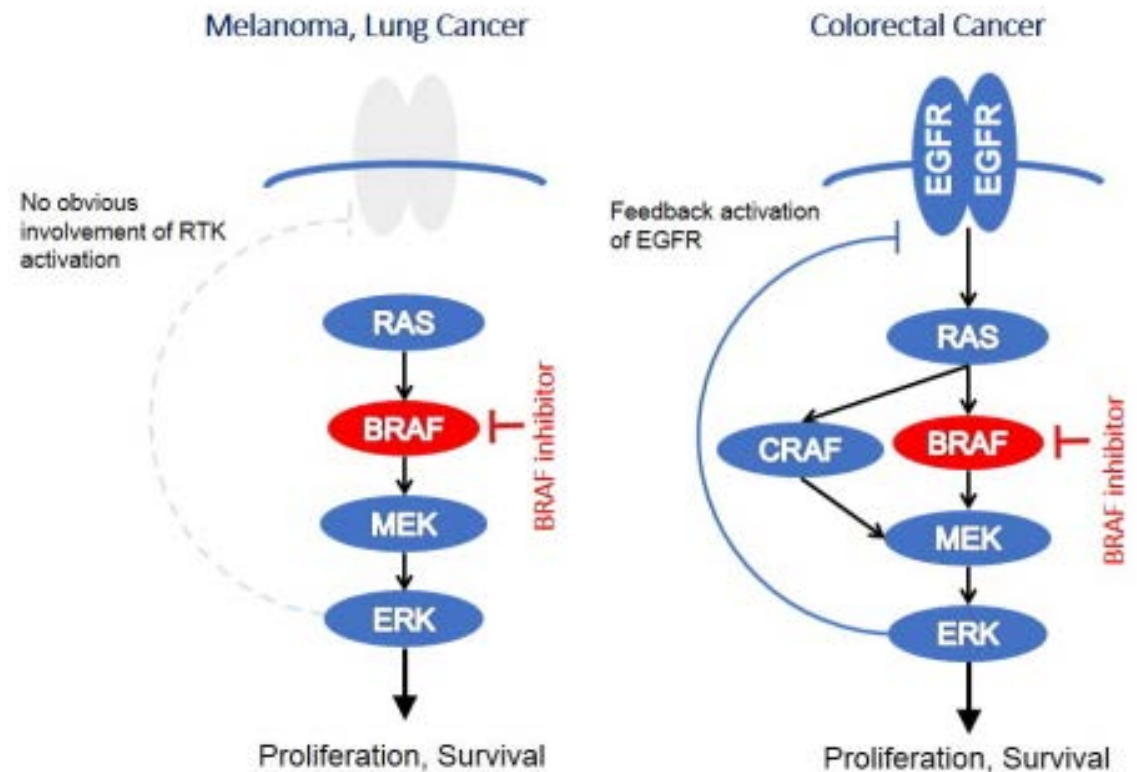 Melanoma, Lung Cancer
No obvious
involvement of RTK
activation
RAS
BRAF
BRAF inhibitor
MEK
ERK
Proliferation, Survival
Colorectal Cancer
EGFR
EGFR
Feedback activation
of EGFR
RAS
CRAF
BRAF
BRAF inhibitor
MEK
ERK
Proliferation, Survival